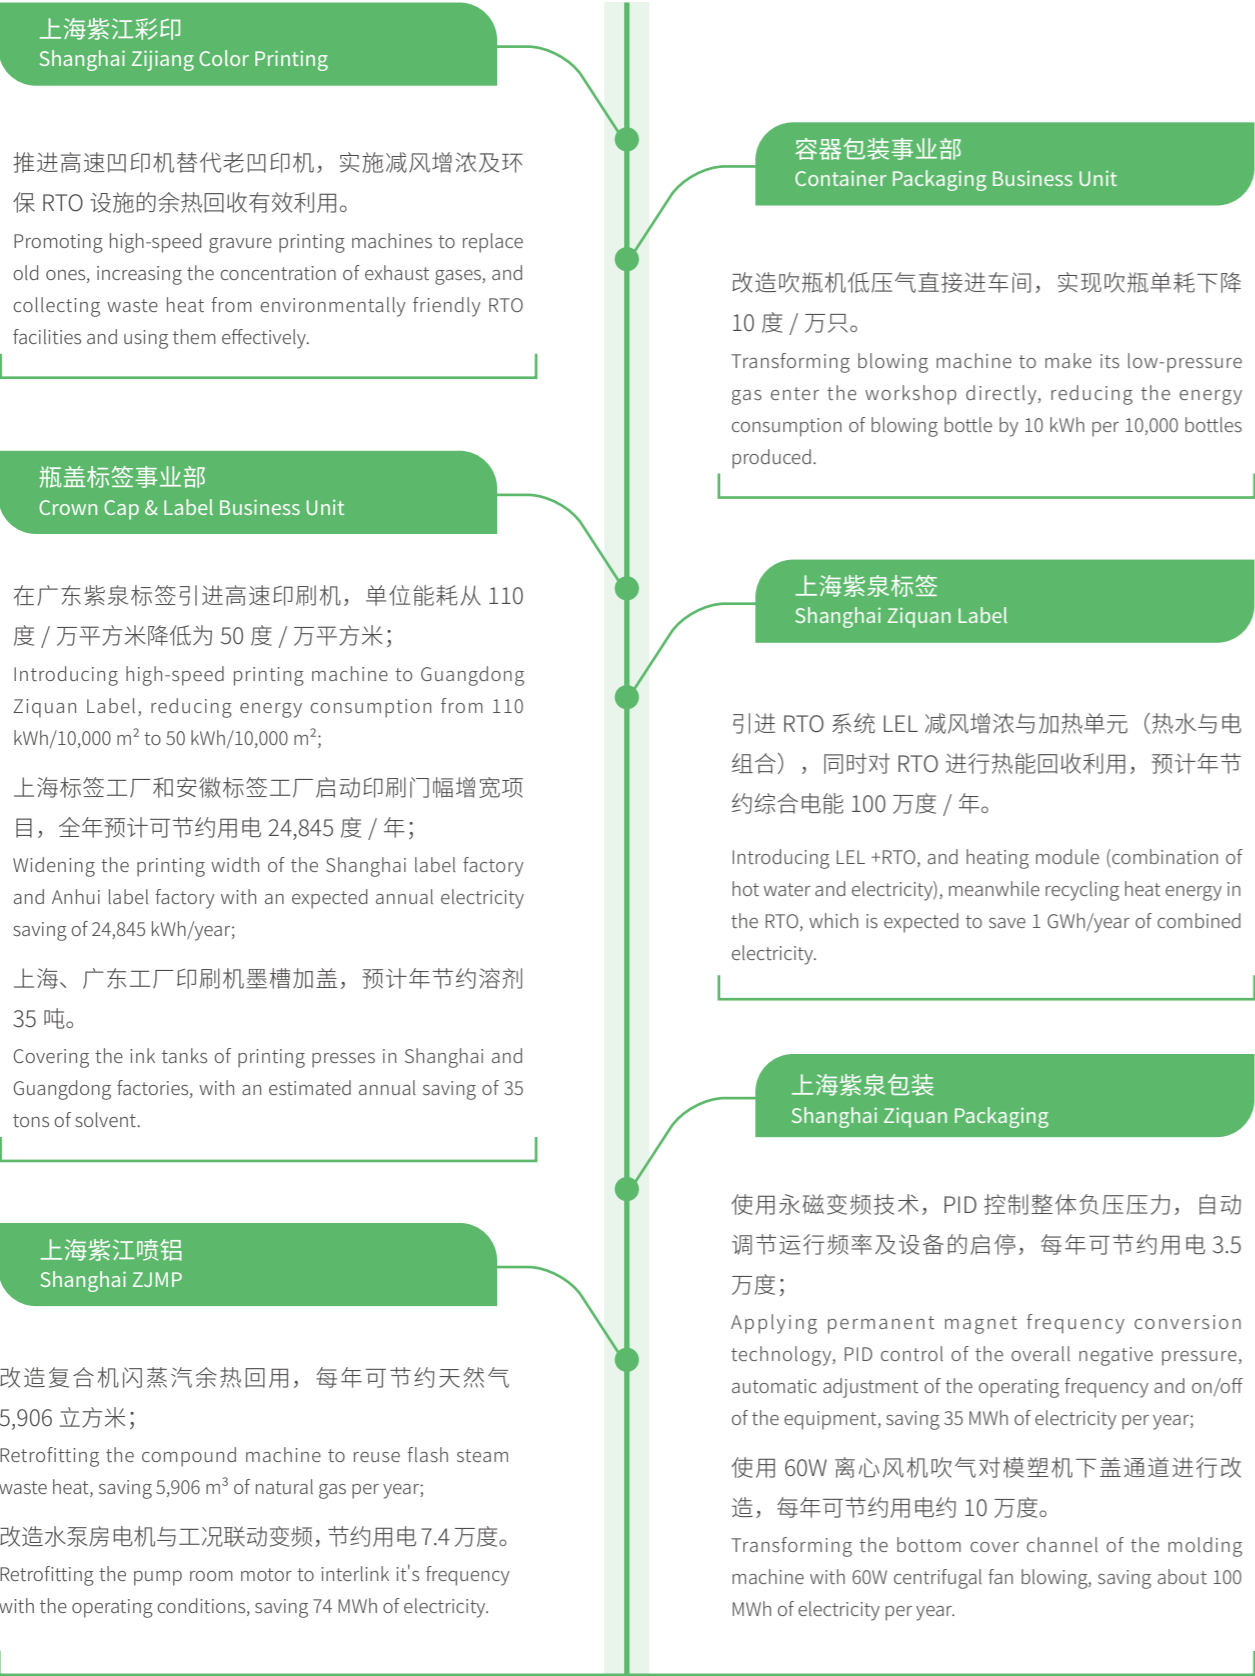 上海紫江彩印
Shanghai Zijiang Color Printing
推进高速凹印机替代老凹印机，实施减风增浓及环
保 RTO 设施的余热回收有效利用。
Promoting high-speed gravure printing machines to replace
old ones, increasing the concentration of exhaust gases, and
collecting waste heat from environmentally friendly RTO
facilities and using them effectively.
容器包装事业部
Container Packaging Business Unit
改造吹瓶机低压气直接进车间，实现吹瓶单耗下降
10 度 / 万只。
Transforming blowing machine to make its low-pressure
gas enter the workshop directly, reducing the energy
consumption of blowing bottle by 10 kWh per 10,000 bottles
produced.
瓶盖标签事业部
Crown Cap & Label Business Unit
在广东紫泉标签引进高速印刷机，单位能耗从 110
度 / 万平方米降低为 50 度 / 万平方米；
Introducing high-speed printing machine to Guangdong
Ziquan Label, reducing energy consumption from 110
kWh/10,000 m² to 50 kWh/10,000 m²;
上海标签工厂和安徽标签工厂启动印刷门幅增宽项
目，全年预计可节约用电 24,845 度 / 年；
Widening the printing width of the Shanghai label factory
and Anhui label factory with an expected annual electricity
saving of 24,845 kWh/year;
上海、广东工厂印刷机墨槽加盖，预计年节约溶剂
35 吨。
Covering the ink tanks of printing presses in Shanghai and
Guangdong factories, with an estimated annual saving of 35
tons of solvent.
上海紫泉标签
Shanghai Ziquan Label
引进 RTO 系统 LEL 减风增浓与加热单元（热水与电
组合），同时对 RTO 进行热能回收利用，预计年节
约综合电能 100 万度 / 年。
Introducing LEL +RTO, and heating module (combination of
hot water and electricity), meanwhile recycling heat energy in
the RTO, which is expected to save 1 GWh/year of combined
electricity.
上海紫泉包装
Shanghai Ziquan Packaging
使用永磁变频技术，PID 控制整体负压压力，自动
调节运行频率及设备的启停，每年可节约用电 3.5
万度；
Applying permanent magnet frequency conversion
technology, PID control of the overall negative pressure,
automatic adjustment of the operating frequency and on/off
of the equipment, saving 35 MWh of electricity per year;
使用 60W 离心风机吹气对模塑机下盖通道进行改
造，每年可节约用电约 10 万度。
Transforming the bottom cover channel of the molding
machine with 60W centrifugal fan blowing, saving about 100
MWh of electricity per year.
上海紫江喷铝
Shanghai ZJMP
改造复合机闪蒸汽余热回用，每年可节约天然气
5,906 立方米；
Retrofitting the compound machine to reuse flash steam
waste heat, saving 5,906 m³ of natural gas per year;
改造水泵房电机与工况联动变频，节约用电 7.4 万度。
Retrofitting the pump room motor to interlink it's frequency
with the operating conditions, saving 74 MWh of electricity.